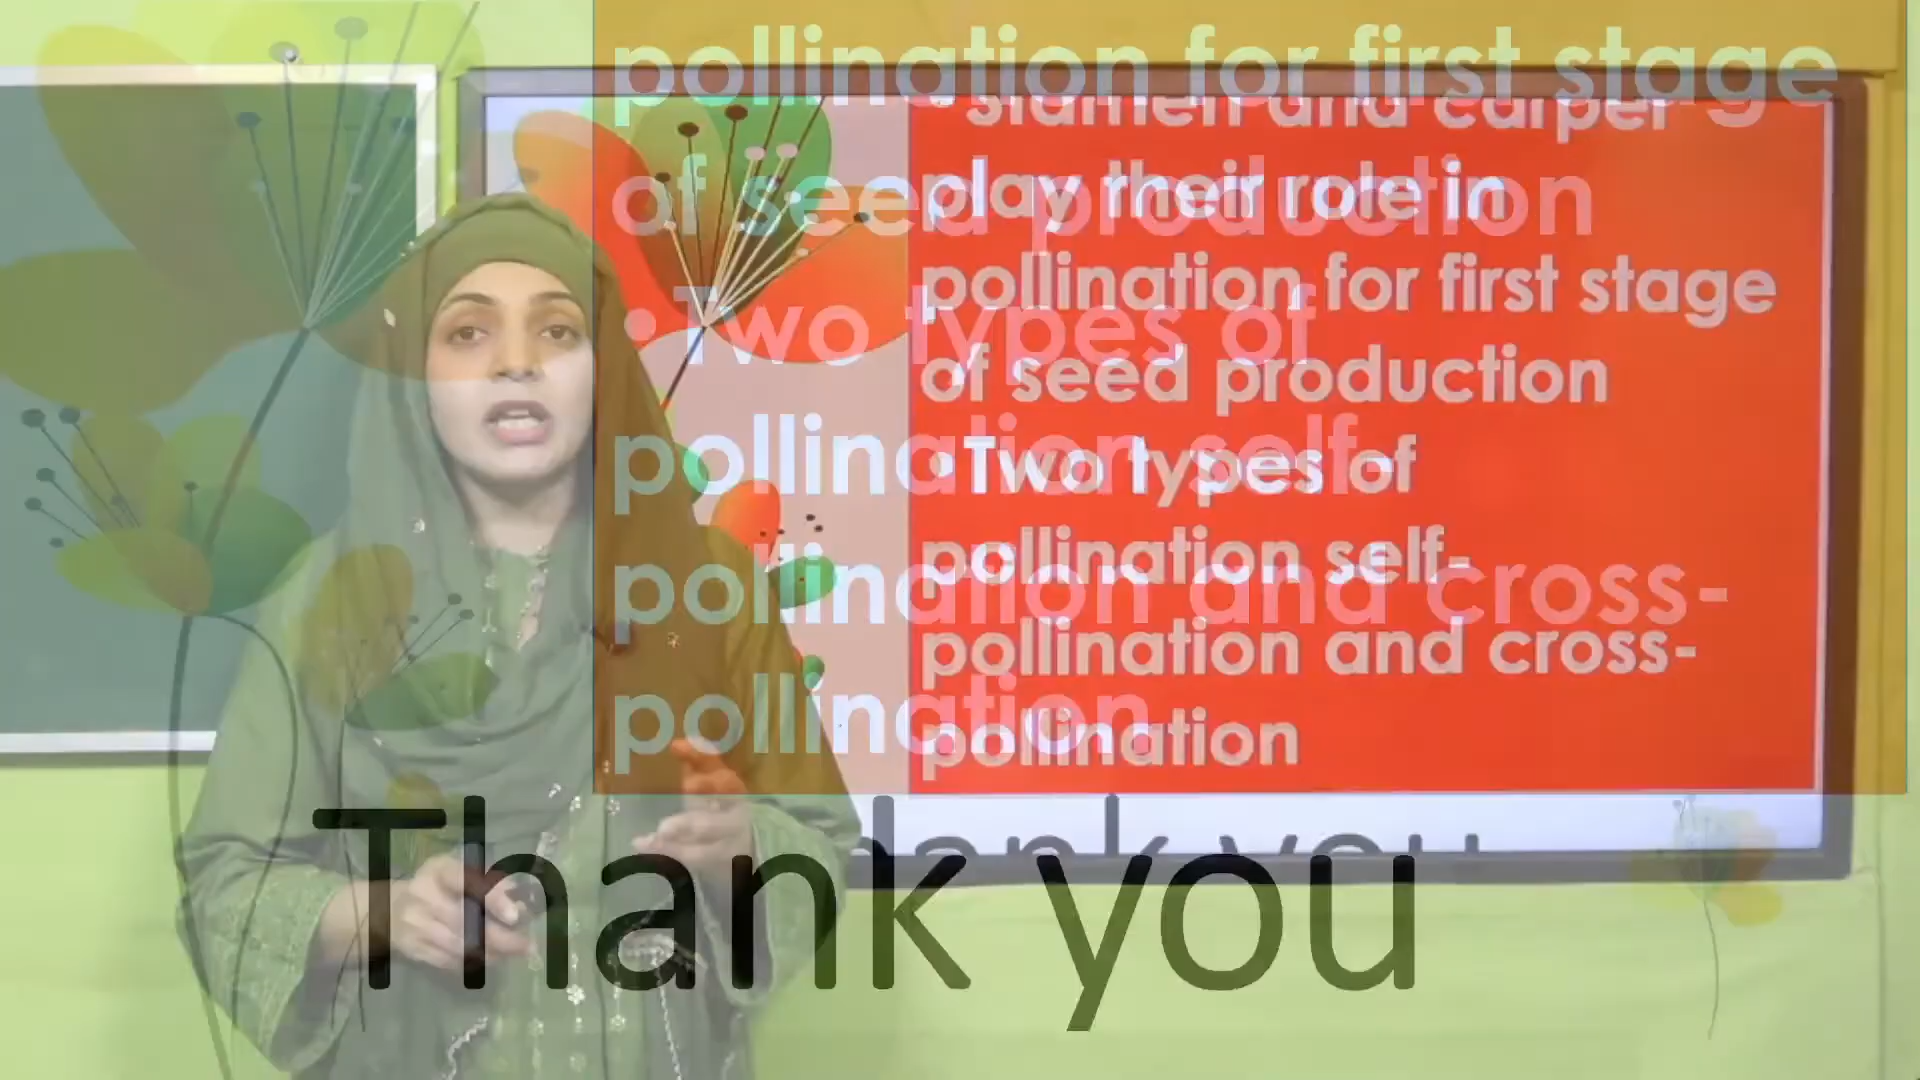 pollination for first stage
of seed production
• Two types of
pollination self-
pollination and cross-
pollination.
• Stamen and carpel
play their role in
pollination for first stage
of seed production
• Two types of
pollination self-
pollination and cross-
pollination
Thank you
hank you